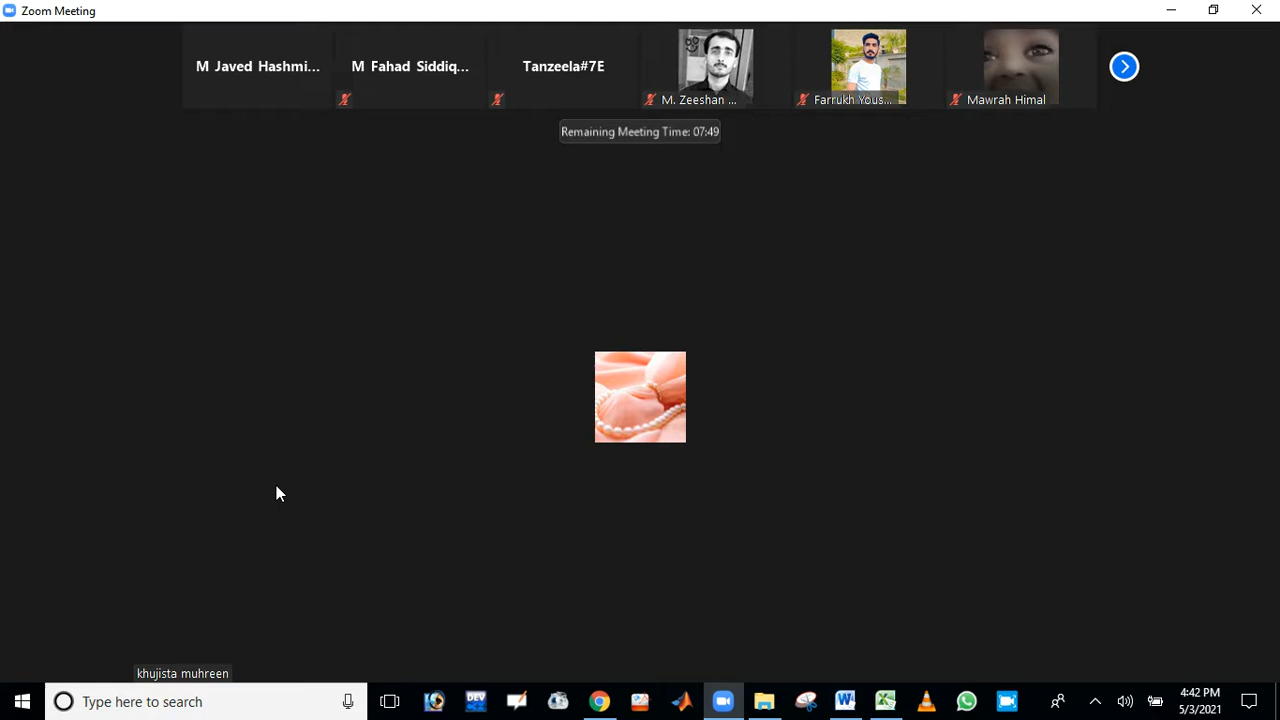 Zoom Meeting
M Javed Hashmi...
M Fahad Siddiq...
Tanzeela#7E
M. Zeeshan ...
Farrukh Yous...
Mawrah Himal
Remaining Meeting Time: 07:49
khujista muhreen
Type here to search
DEV
4:42 PM
5/3/2021